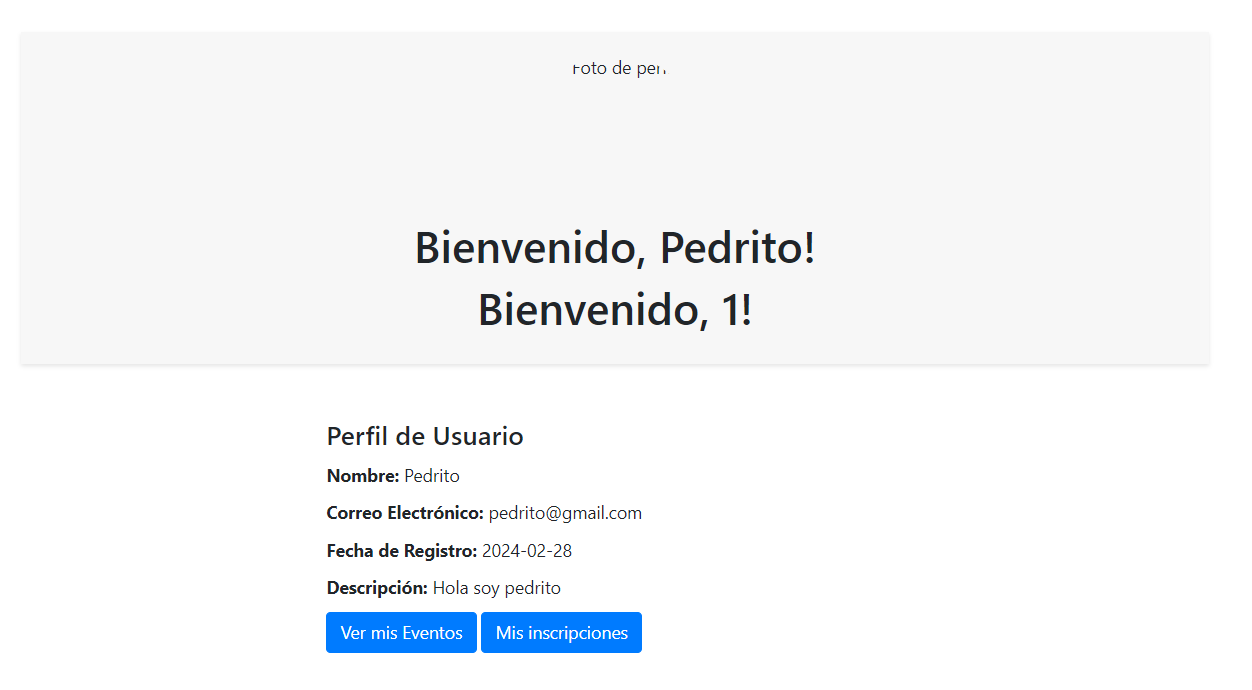 Foto de per
Bienvenido, Pedrito!
Bienvenido, 1!
Perfil de Usuario
Nombre: Pedrito
Correo Electrónico: pedrito@gmail.com
Fecha de Registro: 2024-02-28
Descripción: Hola soy pedrito
Ver mis Eventos Mis inscripciones